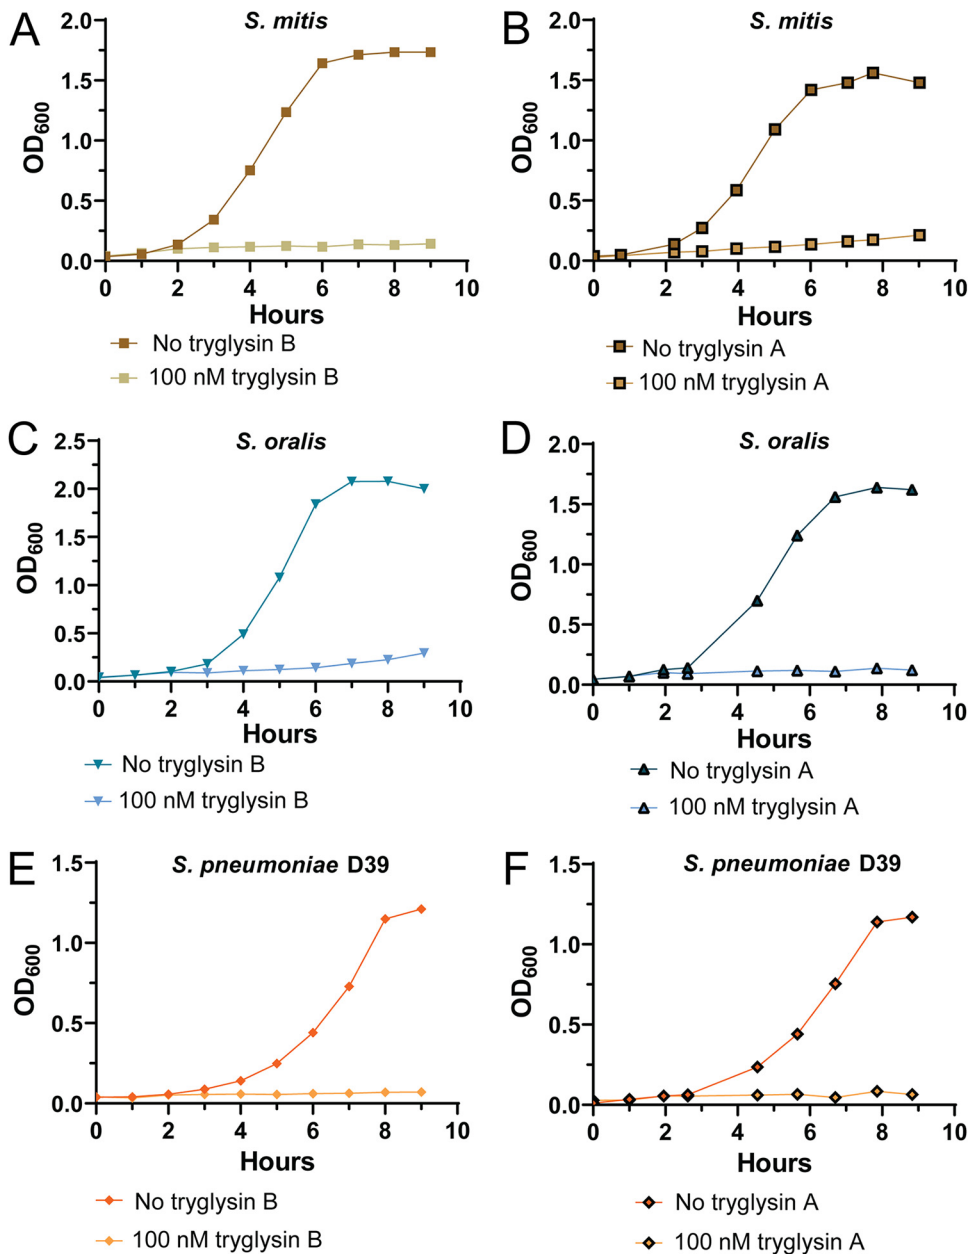 A
S. mitis
2.0
1.5
1.0
0.5
0.0
OD600
0 2 4 6 8 10
Hours
No tryglysin B
100 nM tryglysin B
B
S. mitis
2.0
1.5
1.0
0.5
0.0
OD600
0 2 4 6 8 10
Hours
No tryglysin A
100 nM tryglysin A
C
S. oralis
2.5
2.0
1.5
1.0
0.5
0.0
OD600
0 2 4 6 8 10
Hours
No tryglysin B
100 nM tryglysin B
D
S. oralis
2.0
1.5
1.0
0.5
0.0
OD600
0 2 4 6 8 10
Hours
No tryglysin A
100 nM tryglysin A
E
S. pneumoniae D39
1.5
1.0
0.5
0.0
OD600
0 2 4 6 8 10
Hours
No tryglysin B
100 nM tryglysin B
F
S. pneumoniae D39
1.5
1.0
0.5
0.0
OD600
0 2 4 6 8 10
Hours
No tryglysin A
100 nM tryglysin A